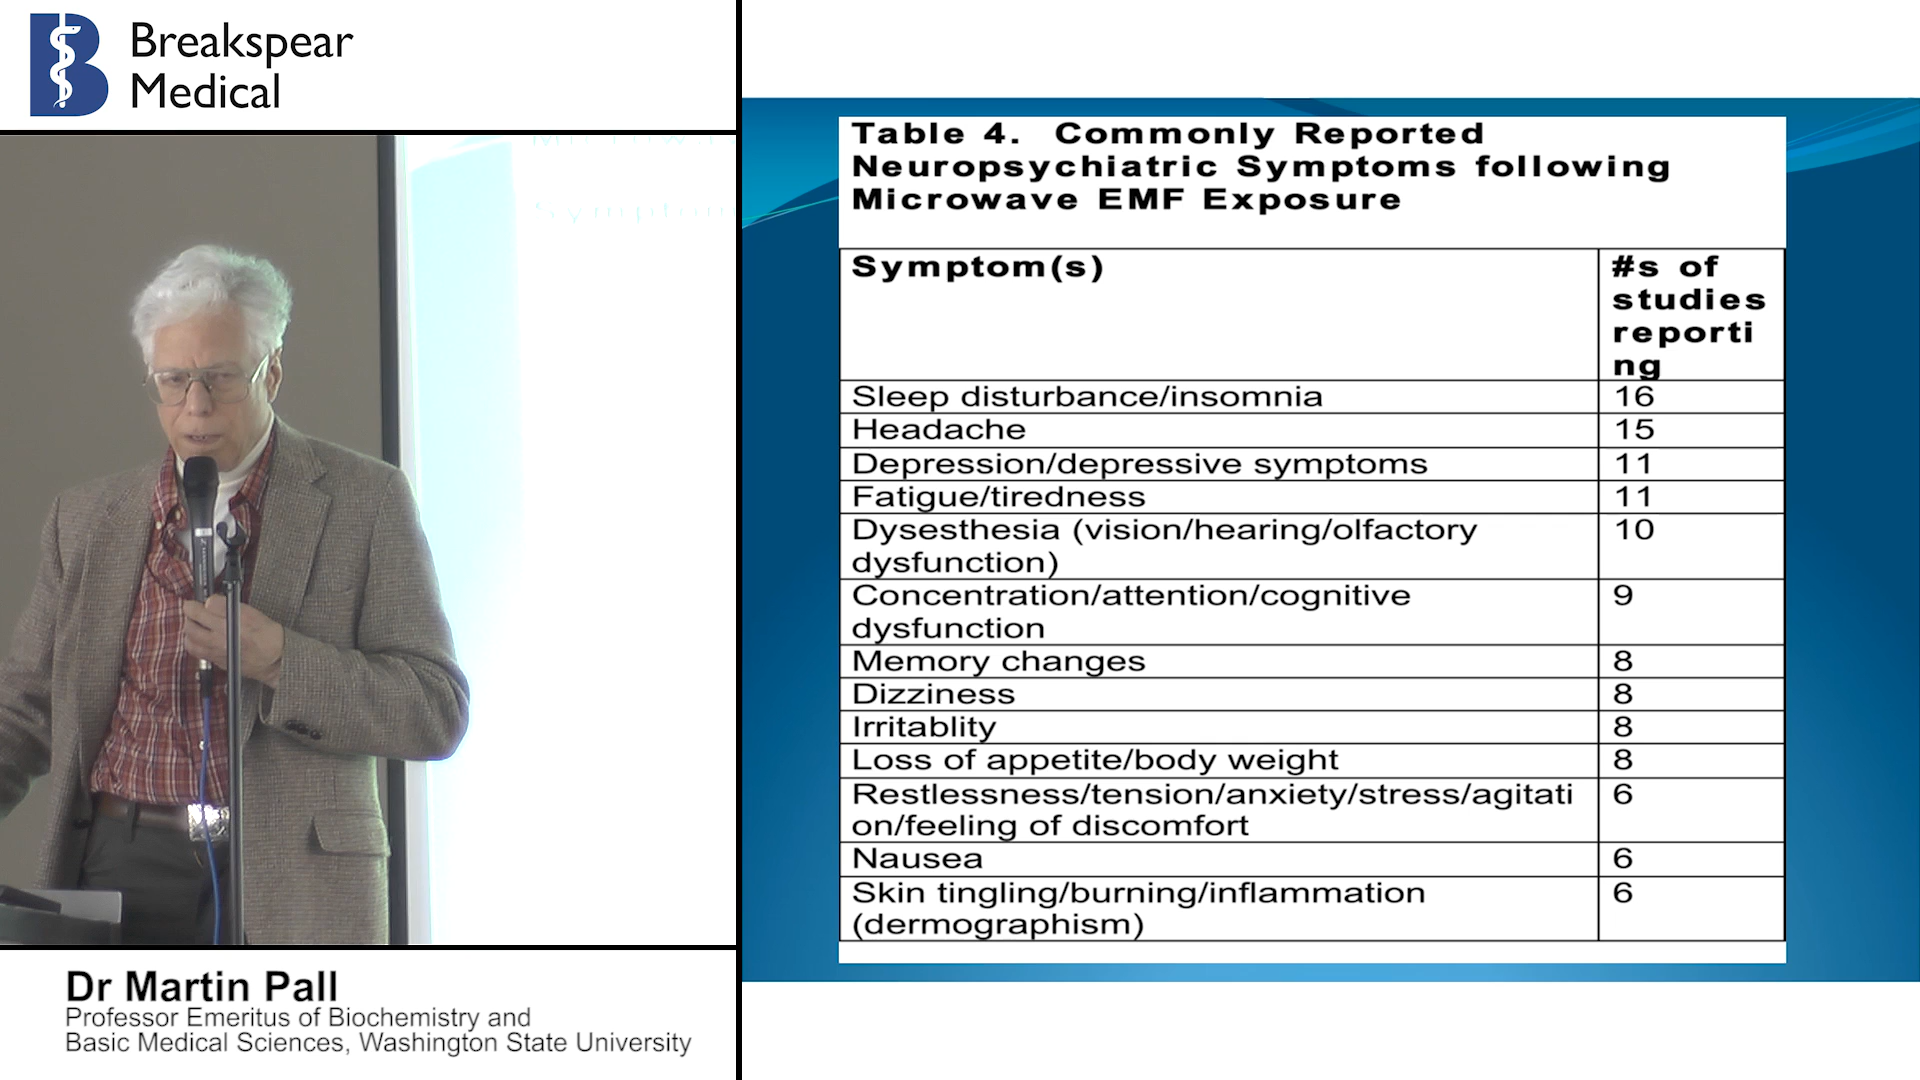 Breakspear
Medical
Symptom
Dr Martin Pall
Professor Emeritus of Biochemistry and
Basic Medical Sciences, Washington State University
Table 4. Commonly Reported
Neuropsychiatric Symptoms following
Microwave EMF Exposure
Symptom(s)
#s of
studies
reporti
ng
Sleep disturbance/insomnia 16
Headache 15
Depression/depressive symptoms 11
Fatigue/tiredness 11
Dysesthesia (vision/hearing/olfactory 10
dysfunction)
Concentration/attention/cognitive 9
dysfunction
Memory changes 8
Dizziness 8
Irritablity 8
Loss of appetite/body weight 8
Restlessness/tension/anxiety/stress/agitati 6
on/feeling of discomfort
Nausea 6
Skin tingling/burning/inflammation 6
(dermographism)